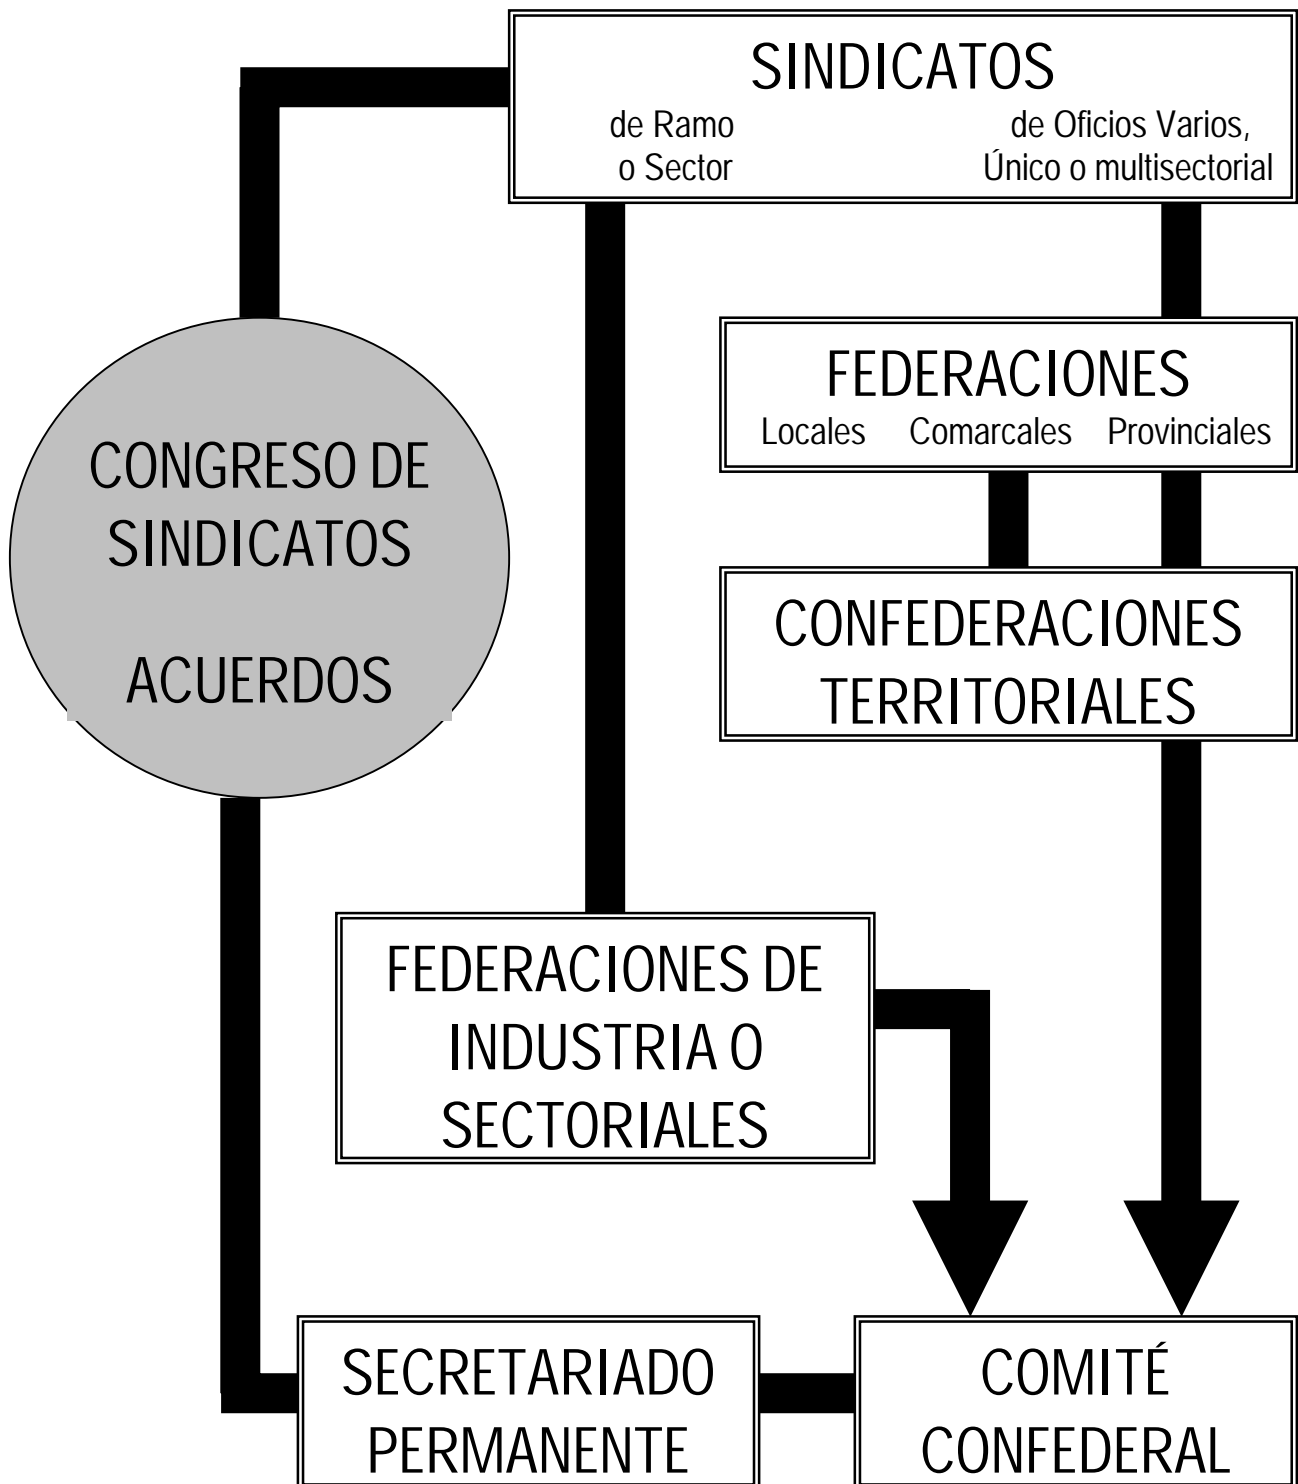 SINDICATOS
de Ramo
o Sector
de Oficios Varios,
Único o multisectorial
FEDERACIONES
Locales Comarcales Provinciales
CONGRESO DE
SINDICATOS
ACUERDOS
CONFEDERACIONES
TERRITORIALES
FEDERACIONES DE
INDUSTRIA O
SECTORIALES
SECRETARIADO
PERMANENTE
COMITÉ
CONFEDERAL